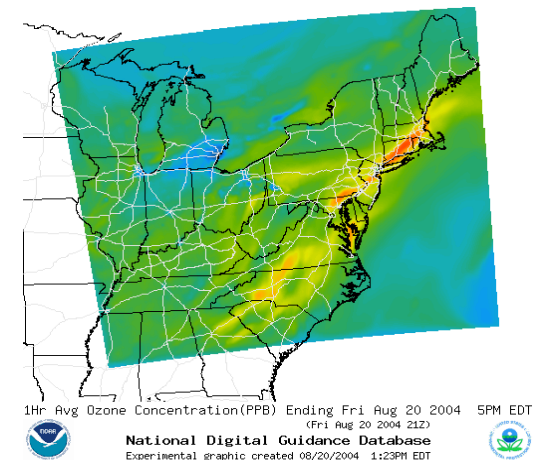 1Hr Avg Ozone Concentration(PPB) Ending Fri Aug 20 2004 5PM EDT
(Fri Aug 20 2004 21Z)
NOAA
National Digital Guidance Database
Experimental graphic created 08/20/2004 1:23PM EDT